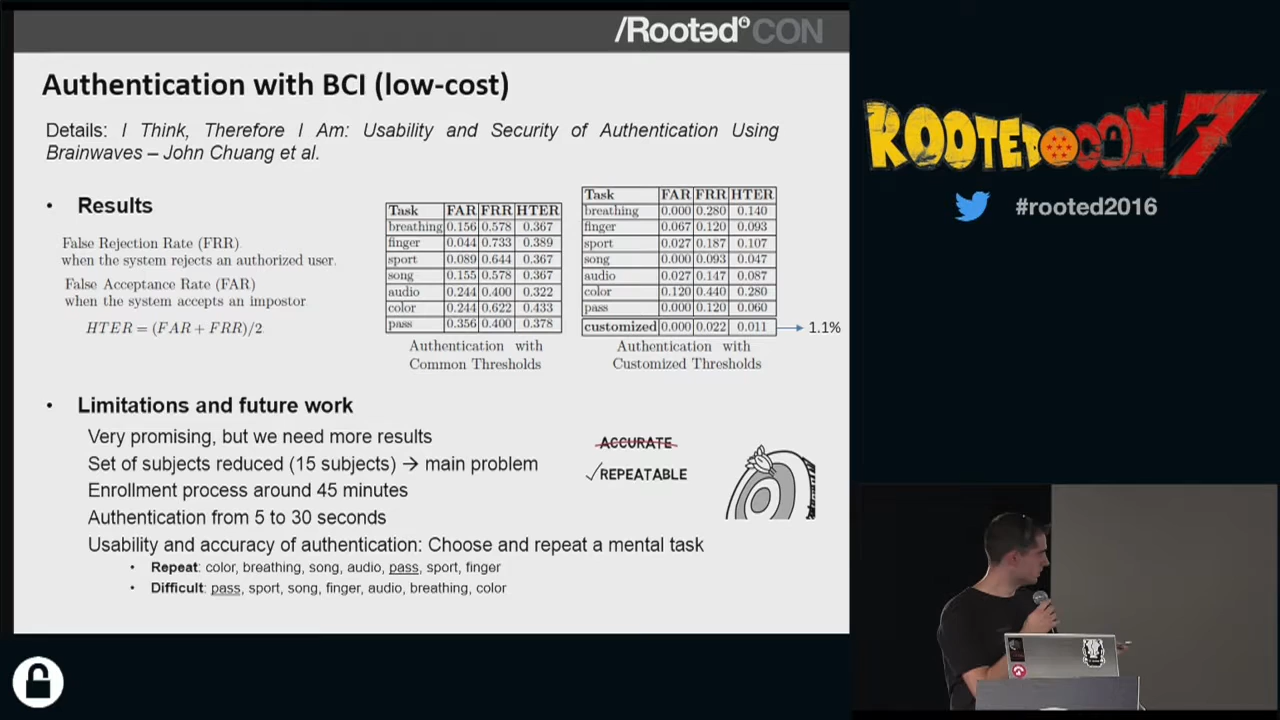 /RootedCON
Authentication with BCI (low-cost)
Details: I Think, Therefore I Am: Usability and Security of Authentication Using
Brainwaves – John Chuang et al.
• Results
False Rejection Rate (FRR)
when the system rejects an authorized user.
False Acceptance Rate (FAR)
when the system accepts an impostor
HTER = (FAR + FRR)/2
Task FAR FRR HTER
breathing 0.156 0.578 0.367
finger 0.044 0.733 0.389
sport 0.089 0.644 0.367
song 0.155 0.578 0.367
audio 0.244 0.400 0.322
color 0.244 0.622 0.433
pass 0.356 0.400 0.378
Authentication with
Common Thresholds
Task FAR FRR HTER
breathing 0.000 0.280 0.140
finger 0.067 0.120 0.093
sport 0.027 0.187 0.107
song 0.000 0.093 0.047
audio 0.027 0.147 0.087
color 0.120 0.440 0.280
pass 0.000 0.120 0.060
customized 0.000 0.022 0.011
1.1%
Authentication with
Customized Thresholds
• Limitations and future work
Very promising, but we need more results
Set of subjects reduced (15 subjects) → main problem
Enrollment process around 45 minutes
Authentication from 5 to 30 seconds
Usability and accuracy of authentication: Choose and repeat a mental task
• Repeat: color, breathing, song, audio, pass, sport, finger
• Difficult: pass, sport, song, finger, audio, breathing, color
ACCURATE
✓REPEATABLE
ROOTEDCON 7
#rooted2016